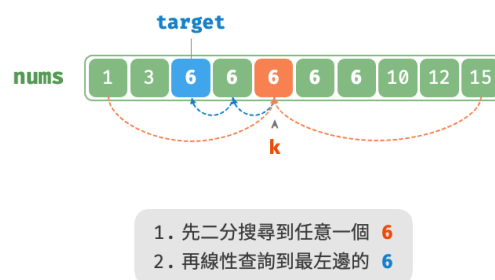 target
nums 1 3 6 6 6 6 6 10 12 15
k
1. 先二分搜尋到任意一個 6
2. 再線性查詢到最左邊的 6